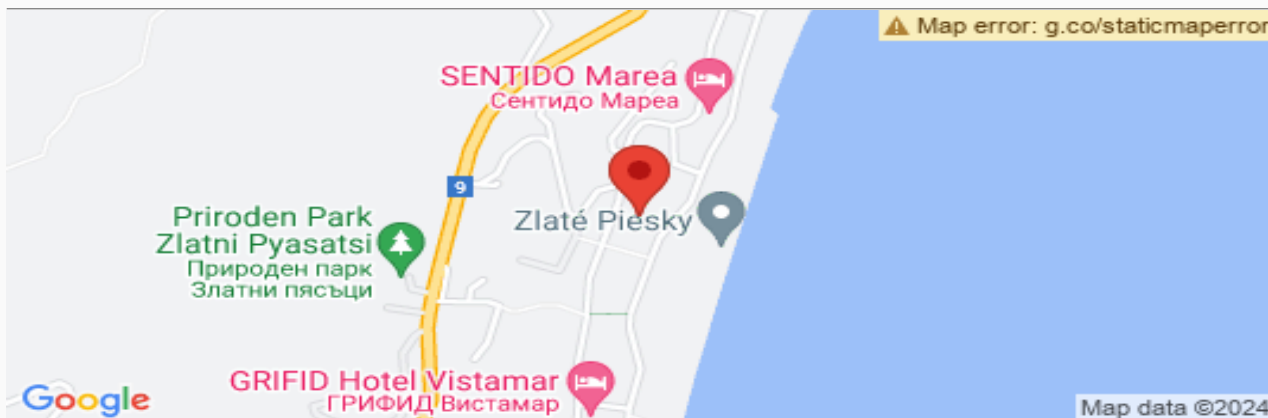 Map error: g.co/staticmaperror
SENTIDO Marea
Сентидо Мареа
9
Priroden Park
Zlatni Pyasatsi
Природен парк
Златни пясъци
Zlaté Piesky
GRIFID Hotel Vistamar
ГРИФИД Вистамар
Google
Map data ©2024